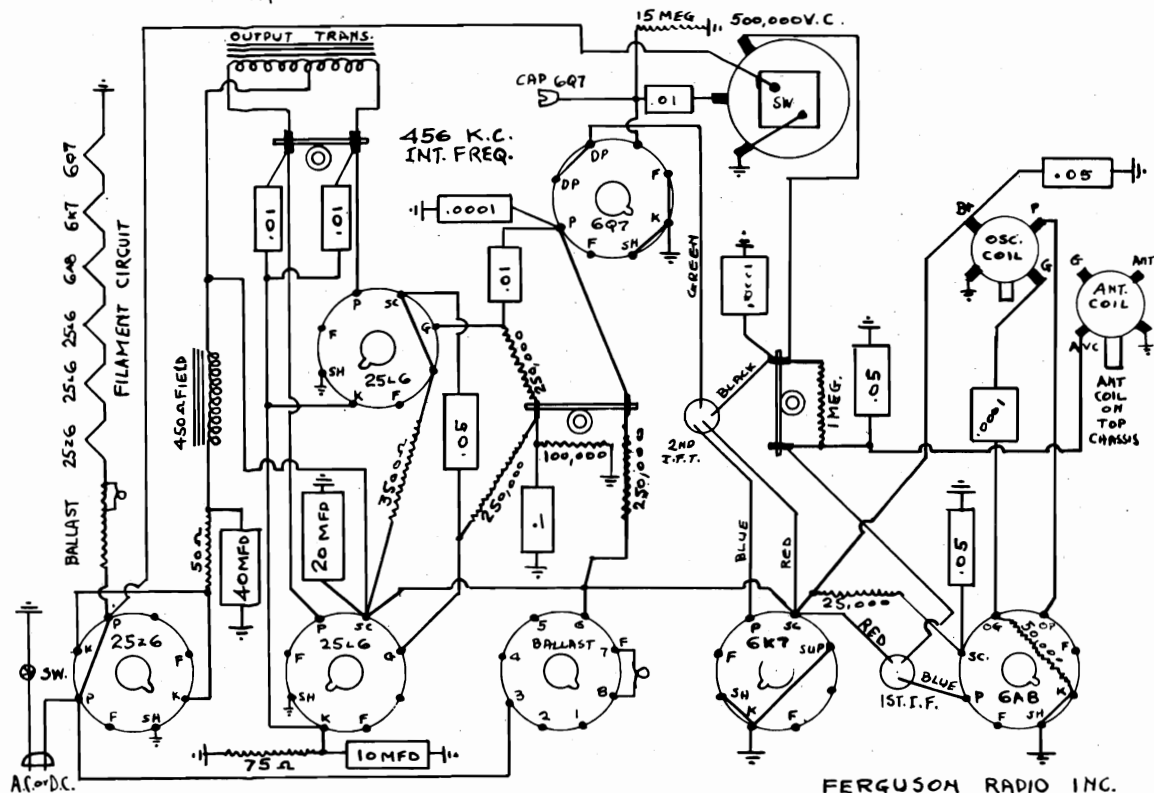 OUTPUT TRANS.
15 MEG
500,000 V.C.
CAP 6Q7
.01
SW.
456 K.C.
INT. FREQ.
FILAMENT CIRCUIT
6Q7
6K7
6A8
25L6
25L6
25Z6
BALLAST
.01
.01
.0001
DP
DP
P
F
K
SH
F
6Q7
GREEN
.01
.0001
.05
B+
P
OSC.
COIL
G
G
ANT
ANT.
COIL
AVC
ANT
COIL
ON
TOP
CHASSIS
P
SC
G
F
SH
K
F
25L6
450Ω FIELD
250,000
.05
BLACK
1 MEG.
.05
.0001
2ND
I.F.T.
3500Ω
250,000
100,000
250,000
.1
20 MFD
50Ω
40 MFD
BLUE
RED
25,000
RED
.05
BLUE
1ST. I.F.
SW.
A.C. or D.C.
P
K
F
K
P
F
SH
25Z6
P
SC
F
G
SH
K
F
25L6
75Ω
10 MFD
5
6
4
7
F
3
8
2
1
BALLAST
P
SC
F
SUP
SH
K
F
6K7
OG
OP
50,000
F
SC.
K
P
F
SH
6A8
FERGUSON RADIO INC.